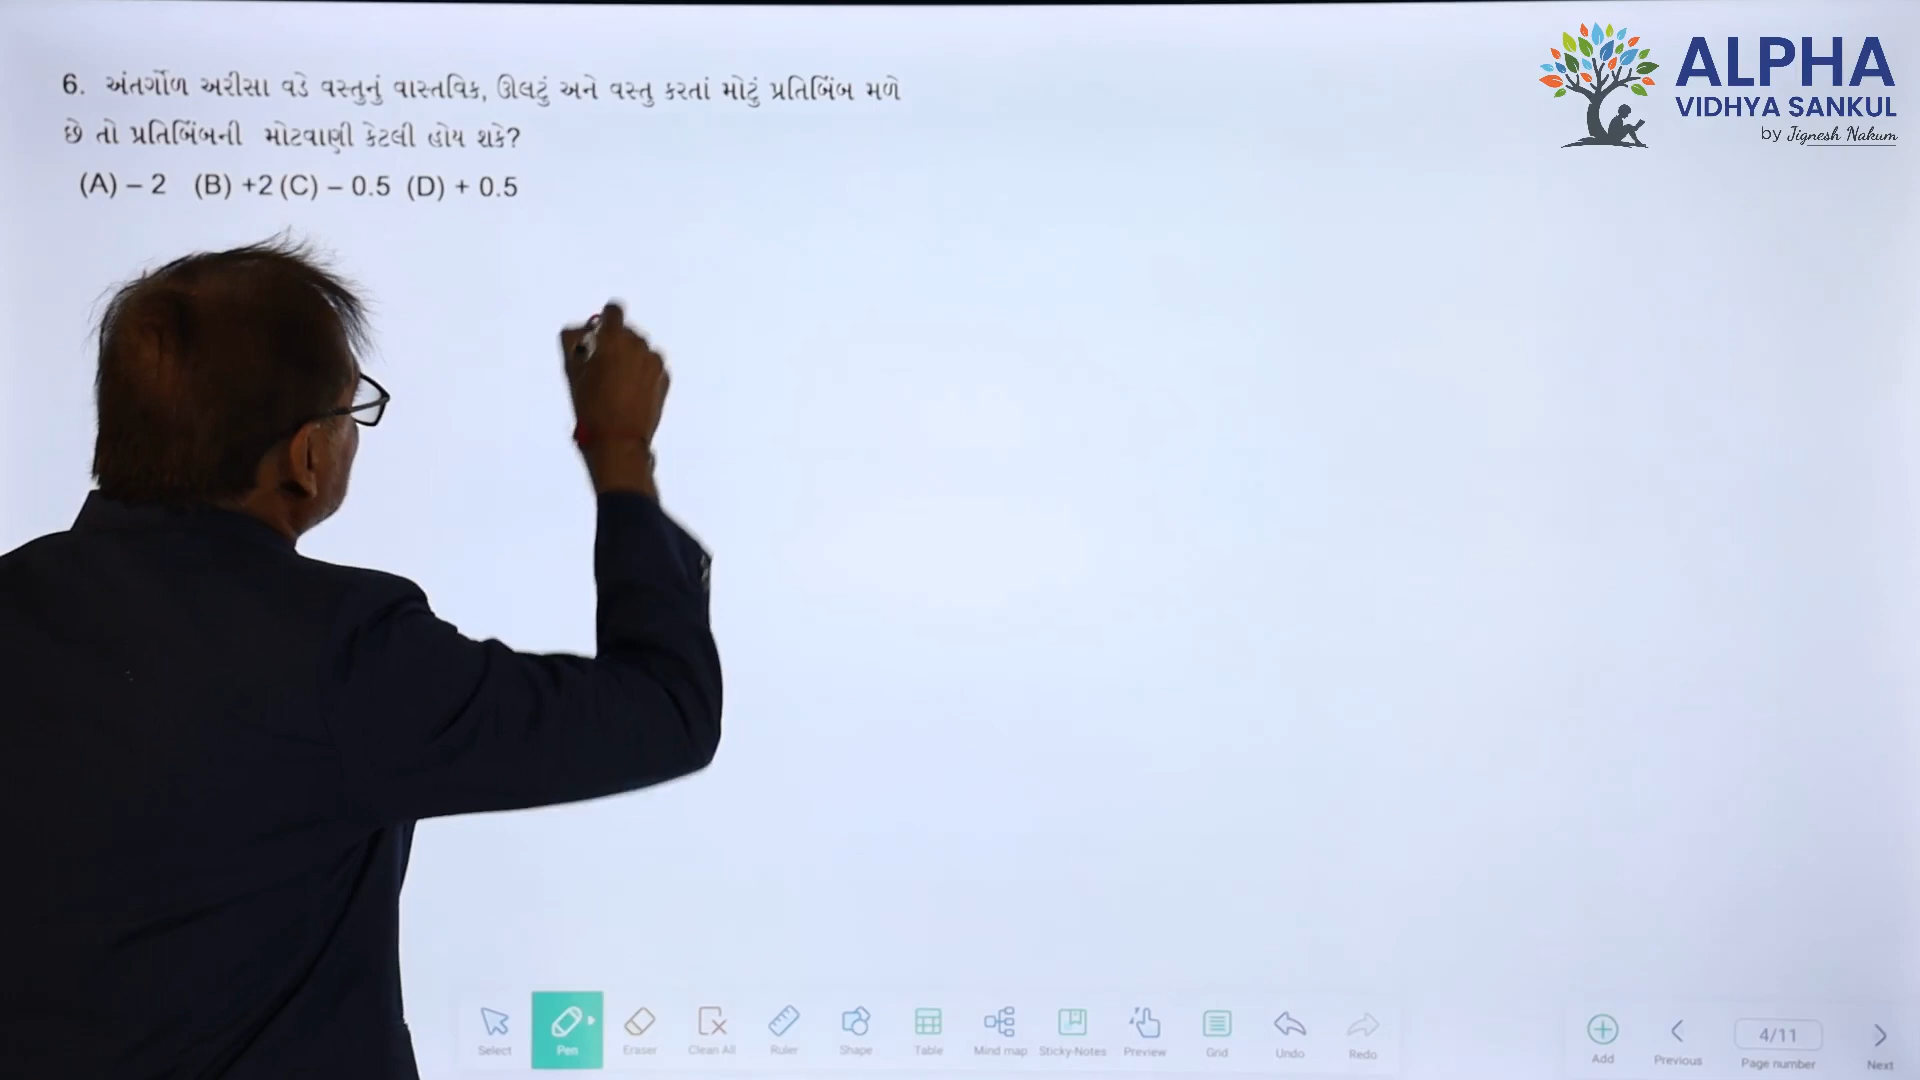 6. અંતર્ગોળ અરીસા વડે વસ્તુનું વાસ્તવિક, ઊલટું અને વસ્તુ કરતાં મોટું પ્રતિબિંબ મળે
છે તો પ્રતિબિંબની મોટવાણી કેટલી હોય શકે?
(A) – 2 (B) +2 (C) – 0.5 (D) + 0.5
ALPHA
VIDHYA SANKUL
by Jignesh Nakum
Select Pen Eraser Clean All Ruler Shape Table Mind map Sticky-Notes Preview Grid Undo Redo Add Previous 4/11 Page number Next